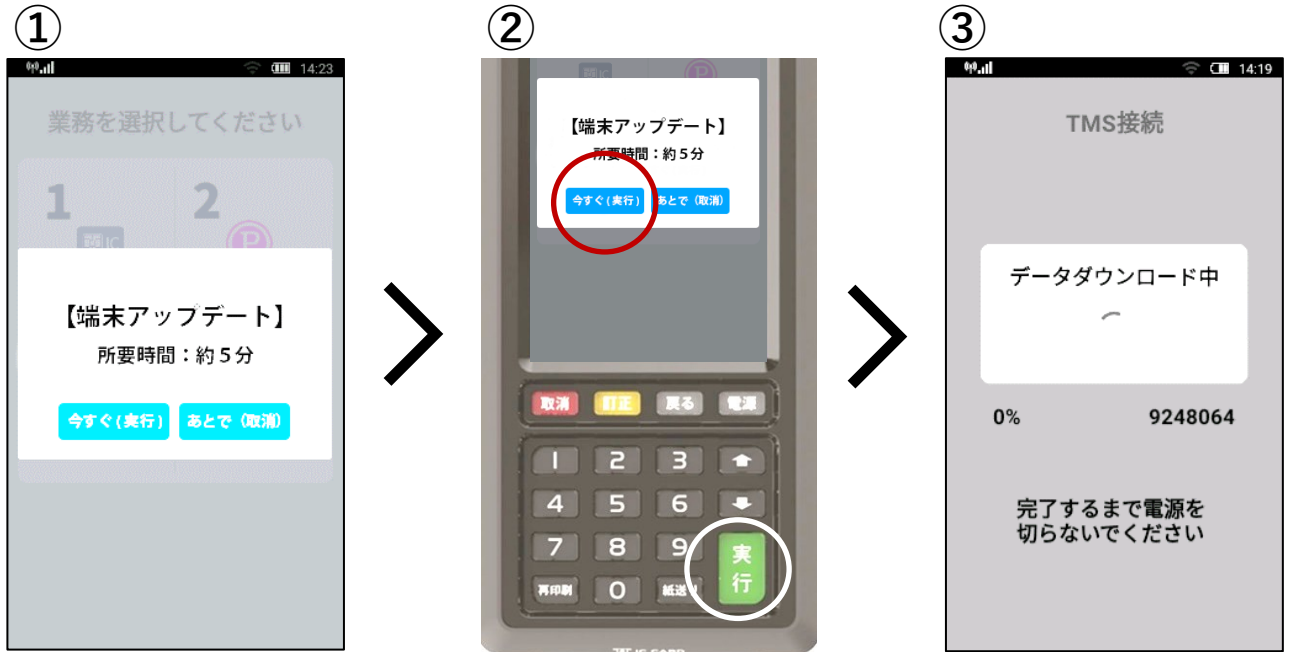 ①
14:23
業務を選択してください
1
2
IC
P
【端末アップデート】
所要時間：約５分
今すぐ(実行)
あとで（取消）
②
【端末アップデート】
所要時間：約５分
今すぐ(実行)
あとで（取消）
取消
訂正
戻る
電源
1
2
3
4
5
6
7
8
9
実行
再印刷
0
紙送り
③
14:19
TMS接続
データダウンロード中
0%
9248064
完了するまで電源を
切らないでください